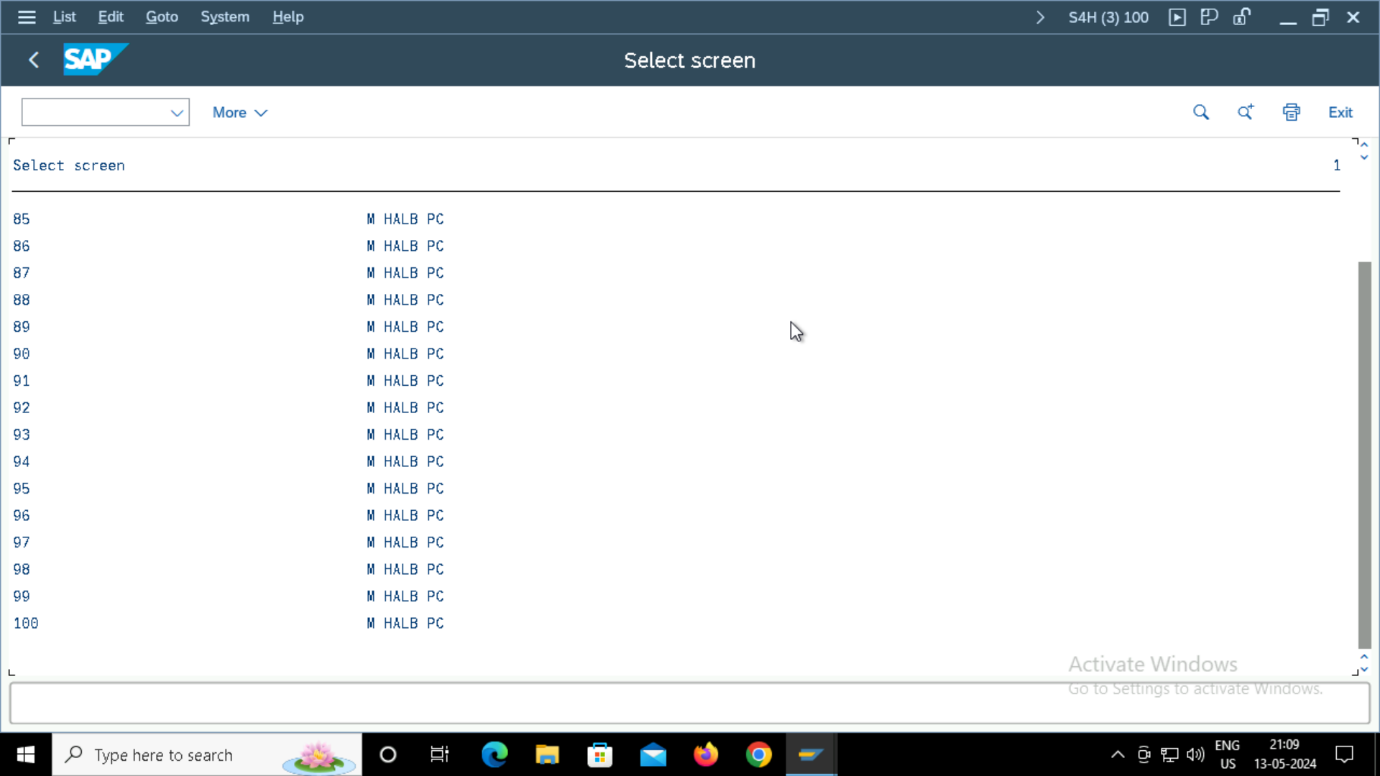 List Edit Goto System Help S4H (3) 100
SAP Select screen
More Exit
Select screen 1
85 M HALB PC
86 M HALB PC
87 M HALB PC
88 M HALB PC
89 M HALB PC
90 M HALB PC
91 M HALB PC
92 M HALB PC
93 M HALB PC
94 M HALB PC
95 M HALB PC
96 M HALB PC
97 M HALB PC
98 M HALB PC
99 M HALB PC
100 M HALB PC
Activate Windows
Go to Settings to activate Windows.
Type here to search
ENG 21:09
US 13-05-2024